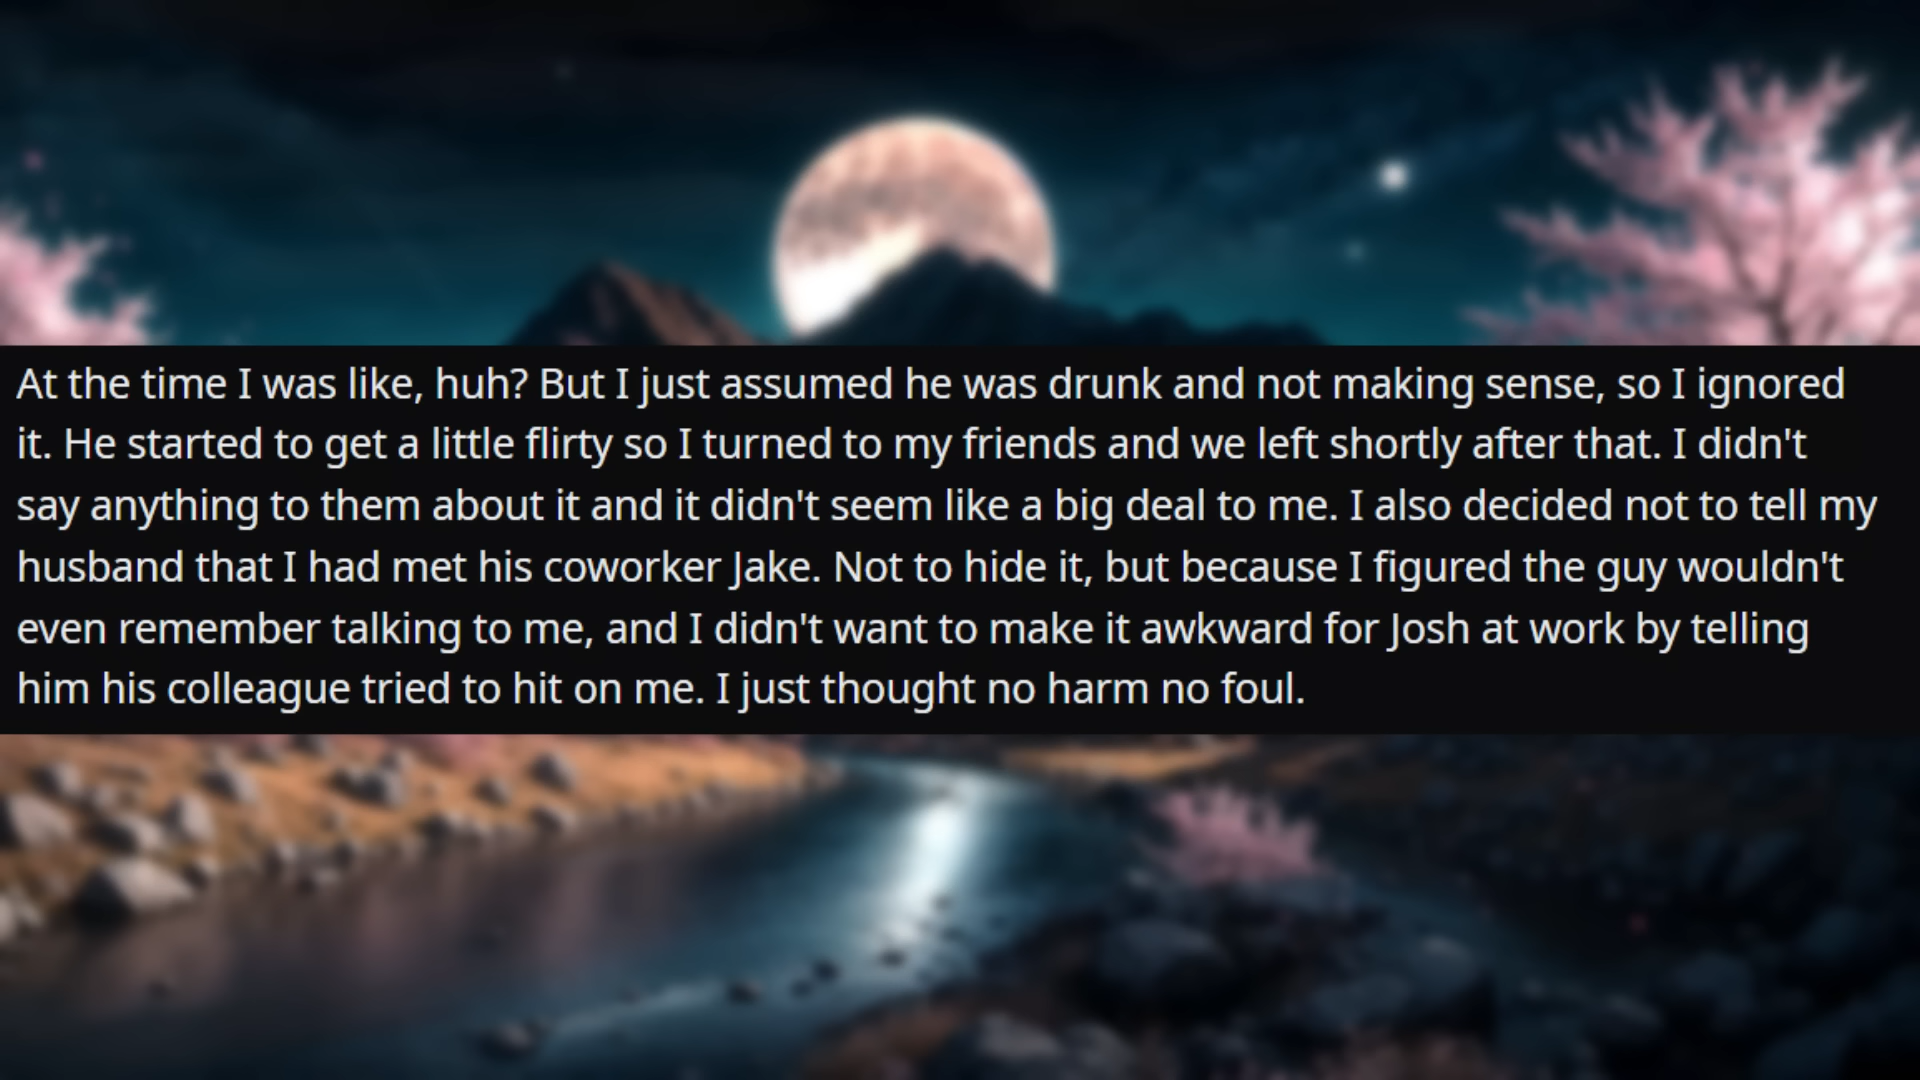 At the time I was like, huh? But I just assumed he was drunk and not making sense, so I ignored
it. He started to get a little flirty so I turned to my friends and we left shortly after that. I didn't
say anything to them about it and it didn't seem like a big deal to me. I also decided not to tell my
husband that I had met his coworker Jake. Not to hide it, but because I figured the guy wouldn't
even remember talking to me, and I didn't want to make it awkward for Josh at work by telling
him his colleague tried to hit on me. I just thought no harm no foul.